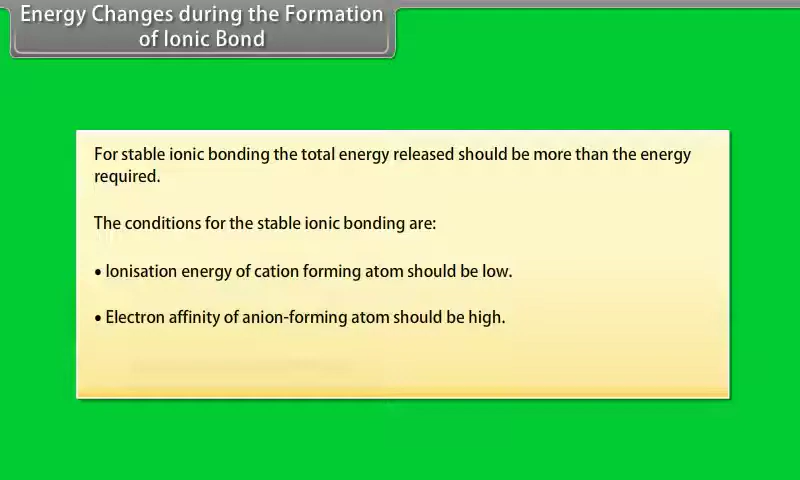 Energy Changes during the Formation
of Ionic Bond
For stable ionic bonding the total energy released should be more than the energy
required.
The conditions for the stable ionic bonding are:
• Ionisation energy of cation forming atom should be low.
• Electron affinity of anion-forming atom should be high.